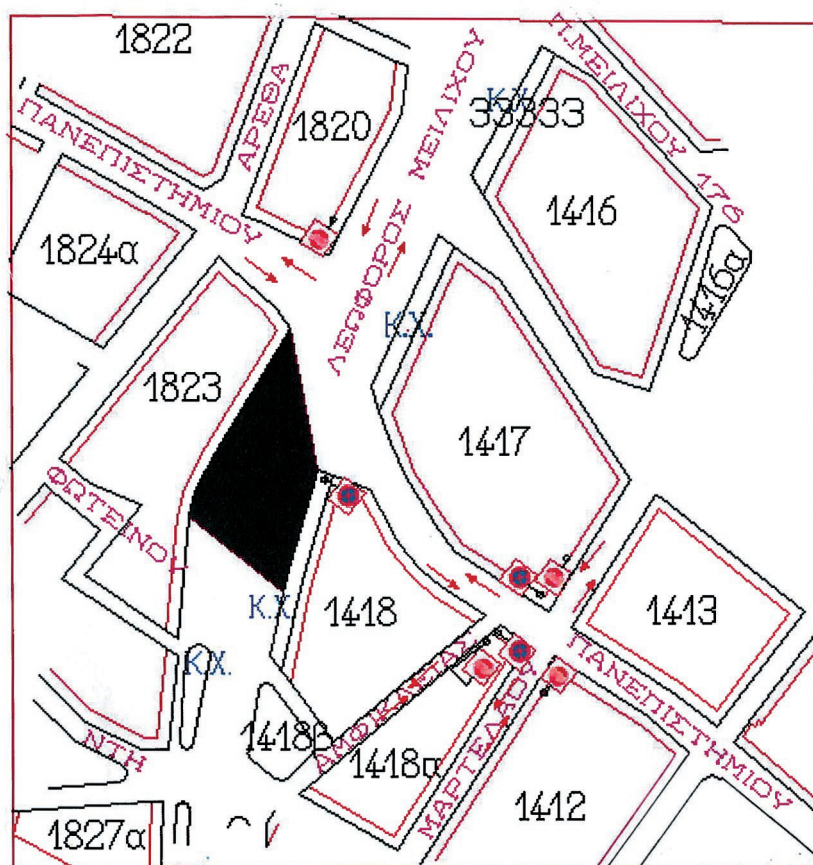 1822
ΑΡΕΘΑ
1820
ΛΕΩΦΟΡΟΣ ΜΕΙΛΙΧΟΥ
Π.ΜΕΙΛΙΧΟΥ 176
Κ.Χ.
33333
ΠΑΝΕΠΙΣΤΗΜΙΟΥ
1416
1824α
1416α
Κ.Χ.
1823
1417
ΦΩΤΕΙΝΟΥ
Κ.Χ.
1418
1413
Κ.Χ.
ΠΑΝΕΠΙΣΤΗΜΙΟΥ
ΝΤΗ
1418β
1418α
ΜΑΡΤΕΛΑΟΥ
1412
1827α